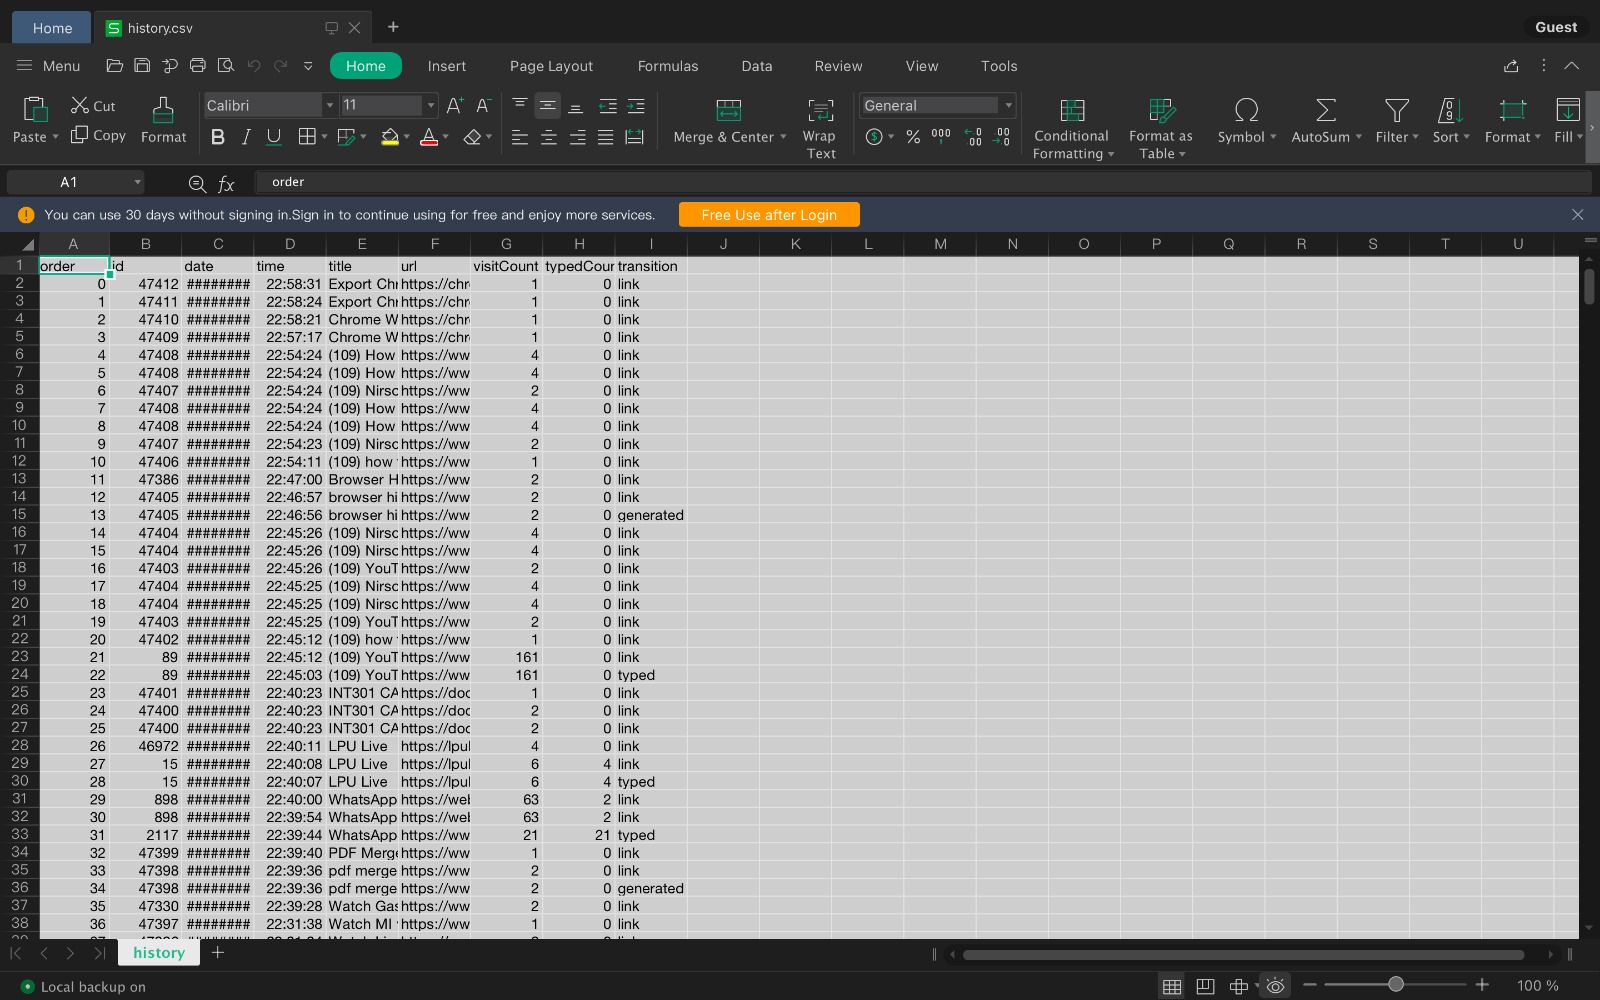 Home history.csv Guest
Menu Home Insert Page Layout Formulas Data Review View Tools
Paste Cut Copy Format Calibri 11 A+ A- B I U Merge & Center Wrap Text General % 000 Conditional Formatting Format as Table Symbol AutoSum Filter Sort Format Fill
A1 fx order
You can use 30 days without signing in.Sign in to continue using for free and enjoy more services. Free Use after Login
A B C D E F G H I J K L M N O P Q R S T U
1 order id date time title url visitCount typedCour transition
2 0 47412 ######## 22:58:31 Export Chr https://chr 1 0 link
3 1 47411 ######## 22:58:24 Export Chr https://chr 1 0 link
4 2 47410 ######## 22:58:21 Chrome W https://chr 1 0 link
5 3 47409 ######## 22:57:17 Chrome W https://chr 1 0 link
6 4 47408 ######## 22:54:24 (109) How https://ww 4 0 link
7 5 47408 ######## 22:54:24 (109) How https://ww 4 0 link
8 6 47407 ######## 22:54:24 (109) Nirsc https://ww 2 0 link
9 7 47408 ######## 22:54:24 (109) How https://ww 4 0 link
10 8 47408 ######## 22:54:24 (109) How https://ww 4 0 link
11 9 47407 ######## 22:54:23 (109) Nirsc https://ww 2 0 link
12 10 47406 ######## 22:54:11 (109) how https://ww 1 0 link
13 11 47386 ######## 22:47:00 Browser H https://ww 2 0 link
14 12 47405 ######## 22:46:57 browser hi https://ww 2 0 link
15 13 47405 ######## 22:46:56 browser hi https://ww 2 0 generated
16 14 47404 ######## 22:45:26 (109) Nirsc https://ww 4 0 link
17 15 47404 ######## 22:45:26 (109) Nirsc https://ww 4 0 link
18 16 47403 ######## 22:45:26 (109) YouT https://ww 2 0 link
19 17 47404 ######## 22:45:25 (109) Nirsc https://ww 4 0 link
20 18 47404 ######## 22:45:25 (109) Nirsc https://ww 4 0 link
21 19 47403 ######## 22:45:25 (109) YouT https://ww 2 0 link
22 20 47402 ######## 22:45:12 (109) how https://ww 1 0 link
23 21 89 ######## 22:45:12 (109) YouT https://ww 161 0 link
24 22 89 ######## 22:45:03 (109) YouT https://ww 161 0 typed
25 23 47401 ######## 22:40:23 INT301 CA https://doc 1 0 link
26 24 47400 ######## 22:40:23 INT301 CA https://doc 2 0 link
27 25 47400 ######## 22:40:23 INT301 CA https://doc 2 0 link
28 26 46972 ######## 22:40:11 LPU Live https://lpul 4 0 link
29 27 15 ######## 22:40:08 LPU Live https://lpul 6 4 link
30 28 15 ######## 22:40:07 LPU Live https://lpul 6 4 typed
31 29 898 ######## 22:40:00 WhatsApp https://wel 63 2 link
32 30 898 ######## 22:39:54 WhatsApp https://wel 63 2 link
33 31 2117 ######## 22:39:44 WhatsApp https://ww 21 21 typed
34 32 47399 ######## 22:39:40 PDF Merge https://ww 1 0 link
35 33 47398 ######## 22:39:36 pdf merge https://ww 2 0 link
36 34 47398 ######## 22:39:36 pdf merge https://ww 2 0 generated
37 35 47330 ######## 22:39:28 Watch Gas https://ww 2 0 link
38 36 47397 ######## 22:31:38 Watch MI https://ww 1 0 link
history
Local backup on 100 %